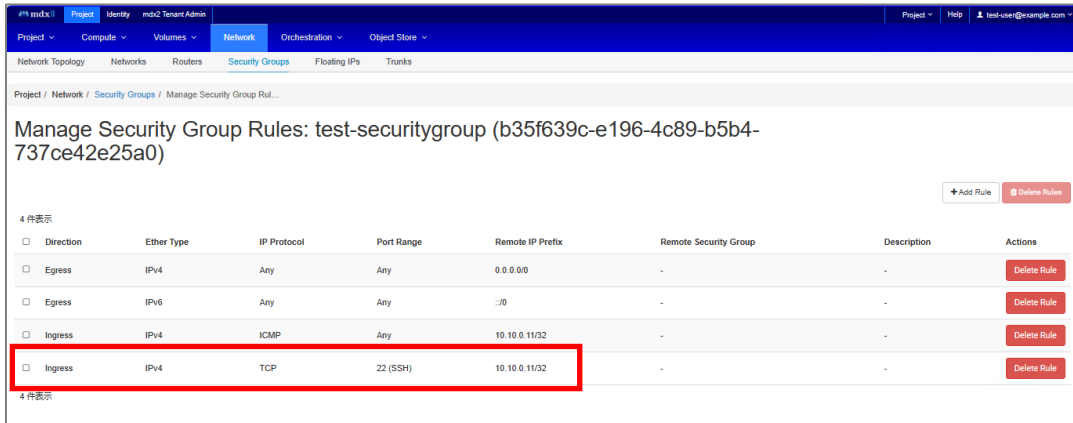 mdx II Project Identity mdx2 Tenant Admin Project Help test-user@example.com
Project Compute Volumes Network Orchestration Object Store
Network Topology Networks Routers Security Groups Floating IPs Trunks
Project / Network / Security Groups / Manage Security Group Rul...
Manage Security Group Rules: test-securitygroup (b35f639c-e196-4c89-b5b4-
737ce42e25a0)
+Add Rule Delete Rules
4 件表示
Direction Ether Type IP Protocol Port Range Remote IP Prefix Remote Security Group Description Actions
Egress IPv4 Any Any 0.0.0.0/0 - - Delete Rule
Egress IPv6 Any Any ::/0 - - Delete Rule
Ingress IPv4 ICMP Any 10.10.0.11/32 - - Delete Rule
Ingress IPv4 TCP 22 (SSH) 10.10.0.11/32 - - Delete Rule
4 件表示